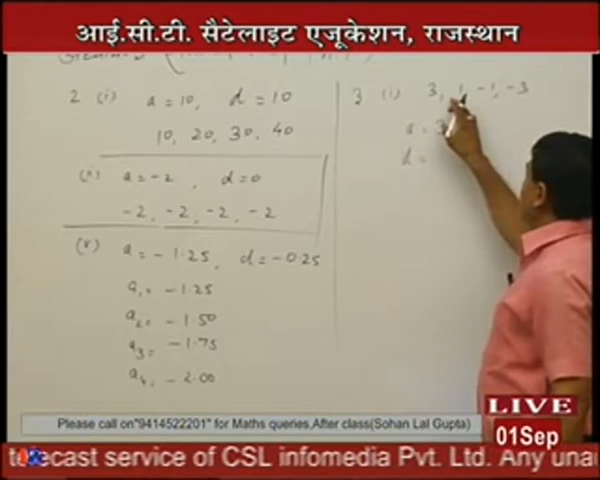 आई.सी.टी. सैटेलाइट एजूकेशन, राजस्थान
2 (i) a = 10, d = 10
10, 20, 30, 40
(ii) a = -2, d = 0
-2, -2, -2, -2
(v) a = -1.25, d = -0.25
a₁ = -1.25
a₂ = -1.50
a₃ = -1.75
a₄ = -2.00
3 (i) 3, 1, -1, -3
a = 3
d =
Please call on"9414522201" for Maths queries,After class(Sohan Lal Gupta)
LIVE
01Sep
ecast service of CSL infomedia Pvt. Ltd. Any una